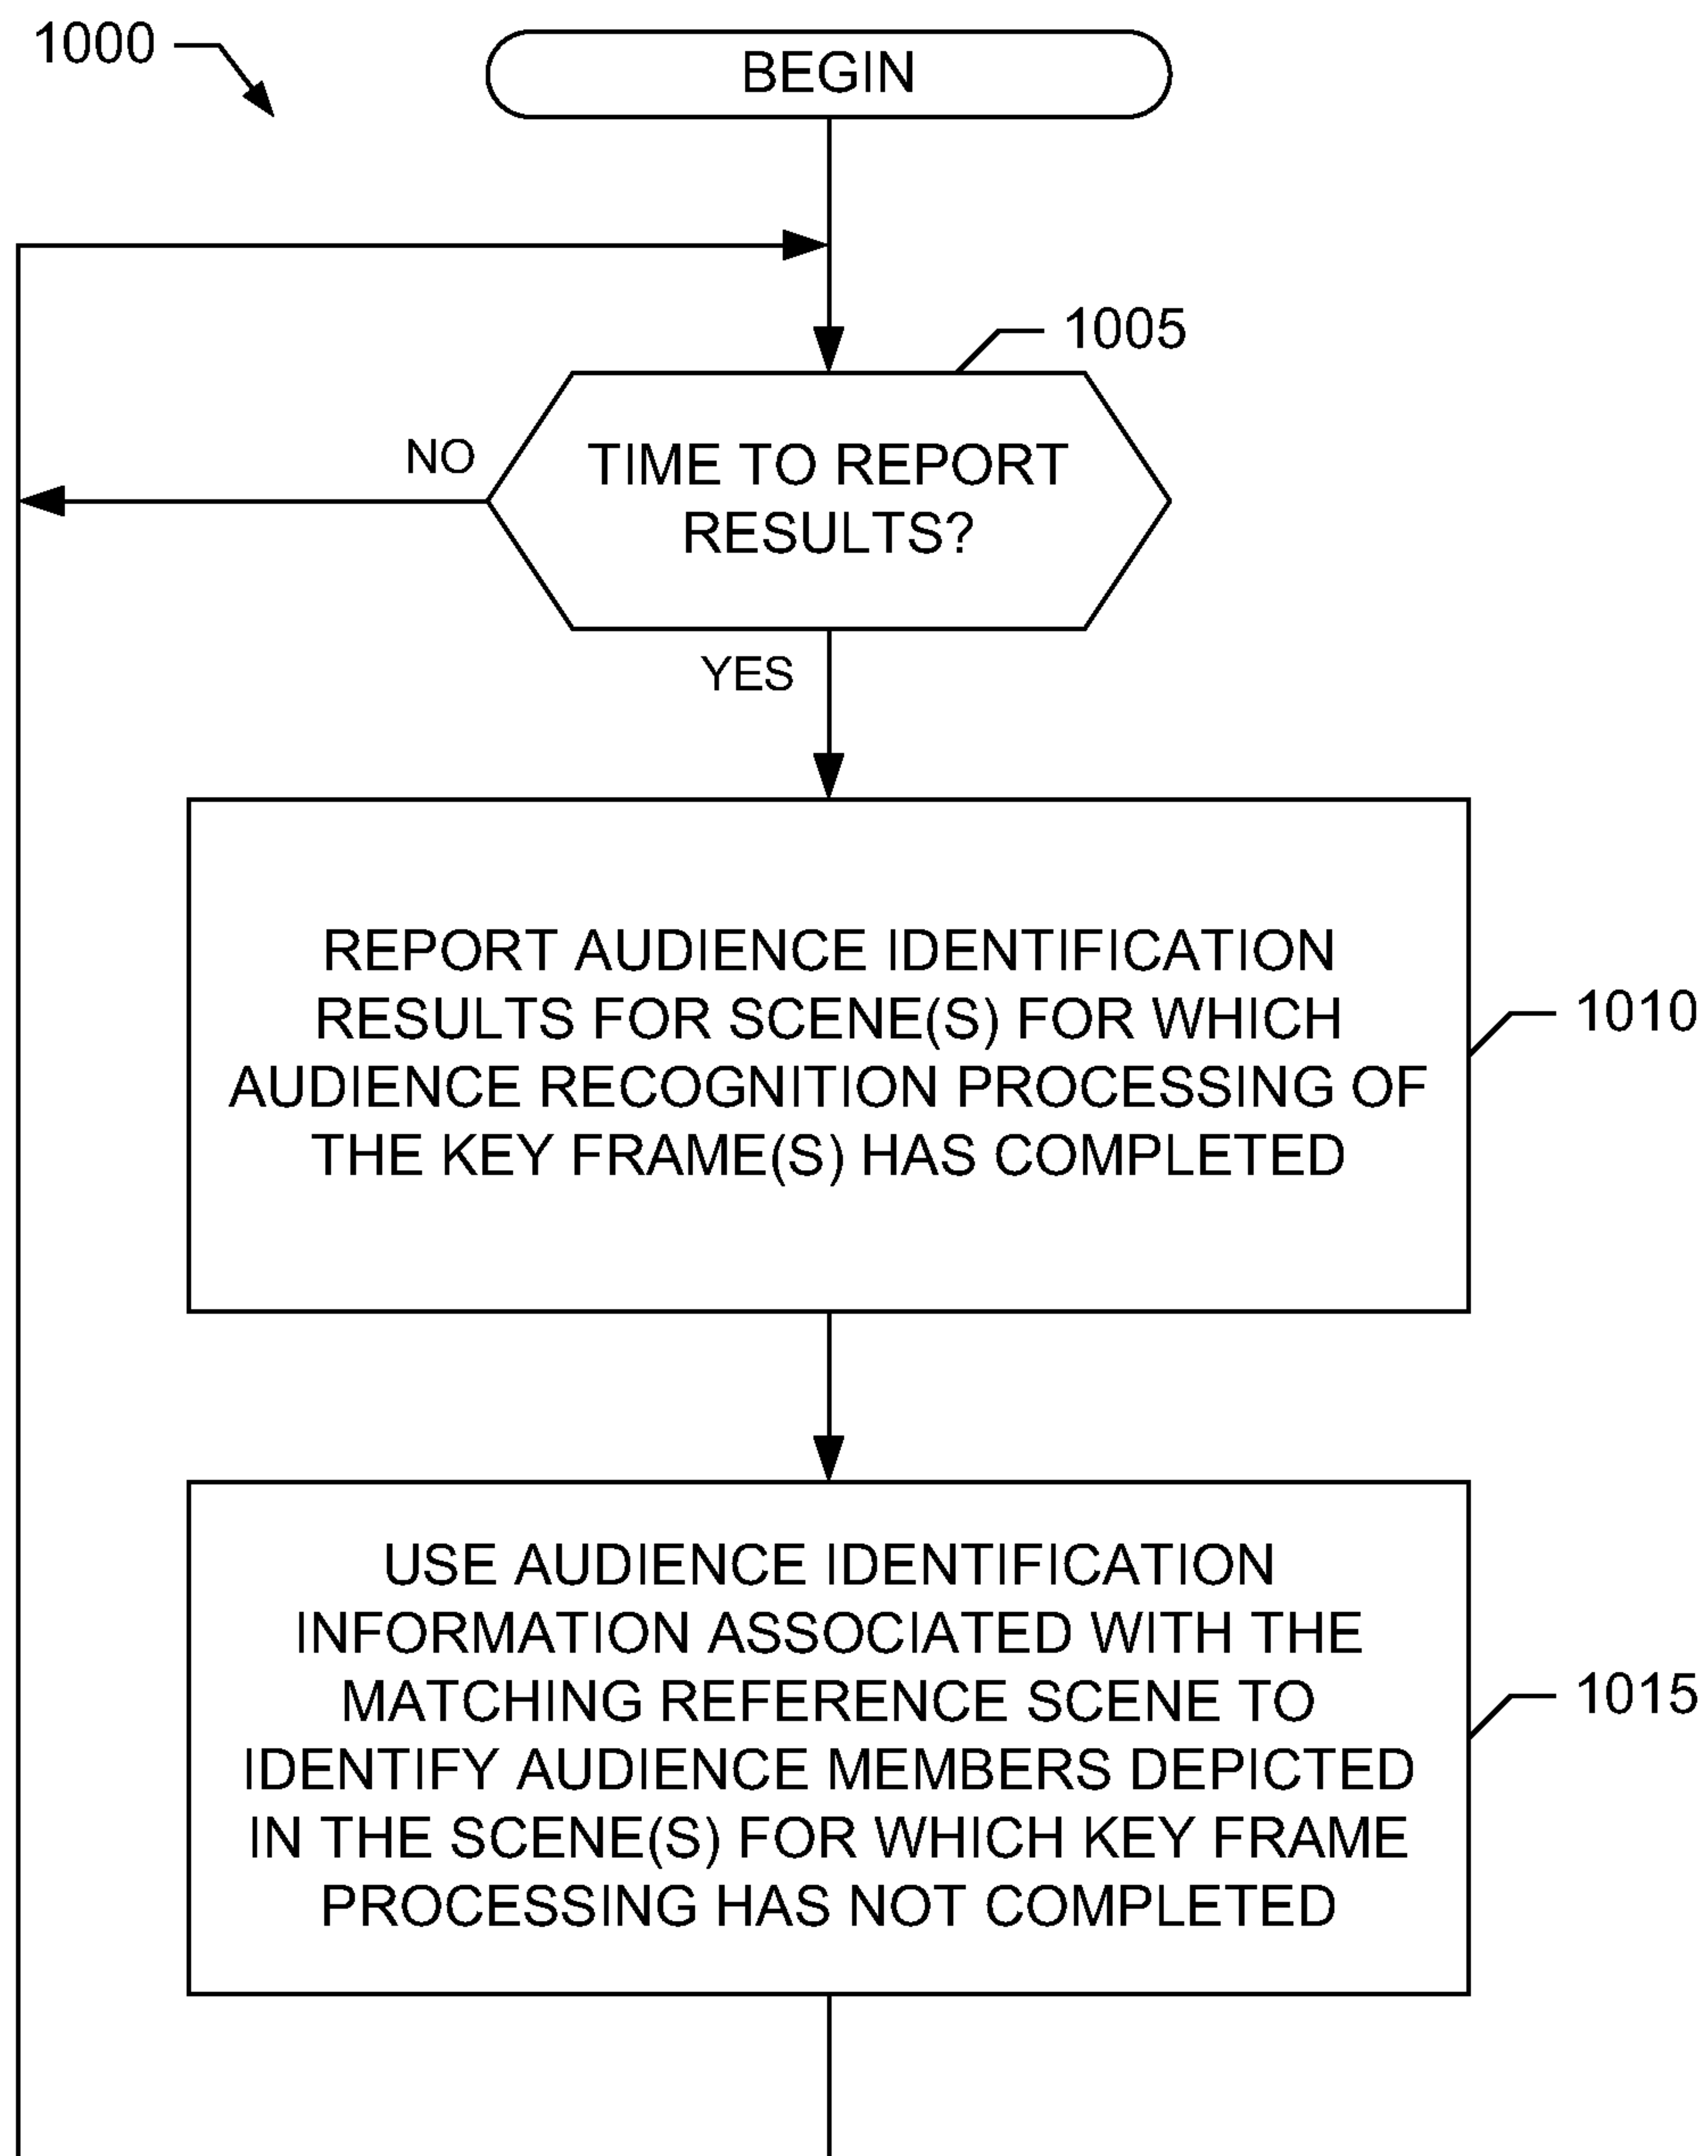 1000
BEGIN
1005
NO
TIME TO REPORT
RESULTS?
YES
REPORT AUDIENCE IDENTIFICATION
RESULTS FOR SCENE(S) FOR WHICH
AUDIENCE RECOGNITION PROCESSING OF
THE KEY FRAME(S) HAS COMPLETED
1010
USE AUDIENCE IDENTIFICATION
INFORMATION ASSOCIATED WITH THE
MATCHING REFERENCE SCENE TO
IDENTIFY AUDIENCE MEMBERS DEPICTED
IN THE SCENE(S) FOR WHICH KEY FRAME
PROCESSING HAS NOT COMPLETED
1015